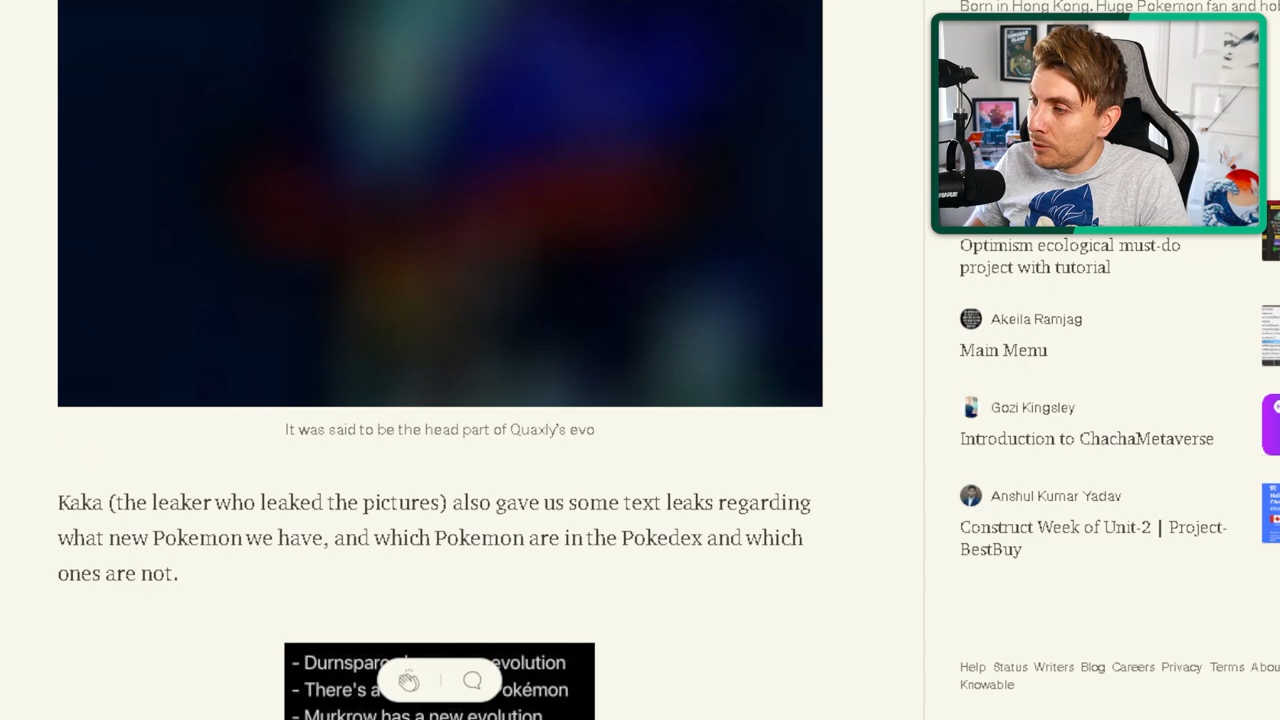 It was said to be the head part of Quaxly's evo
Kaka (the leaker who leaked the pictures) also gave us some text leaks regarding
what new Pokemon we have, and which Pokemon are in the Pokedex and which
ones are not.
- Durnspar evolution
- There's a okémon
- Murkrow has a new evolution
Born in Hong Kong. Huge Pokemon fan and
Optimism ecological must-do
project with tutorial
Akeila Ramjag
Main Menu
Gozi Kingsley
Introduction to ChachaMetaverse
Anshul Kumar Yadav
Construct Week of Unit-2 | Project-
BestBuy
Help Status Writers Blog Careers Privacy Terms Abou
Knowable